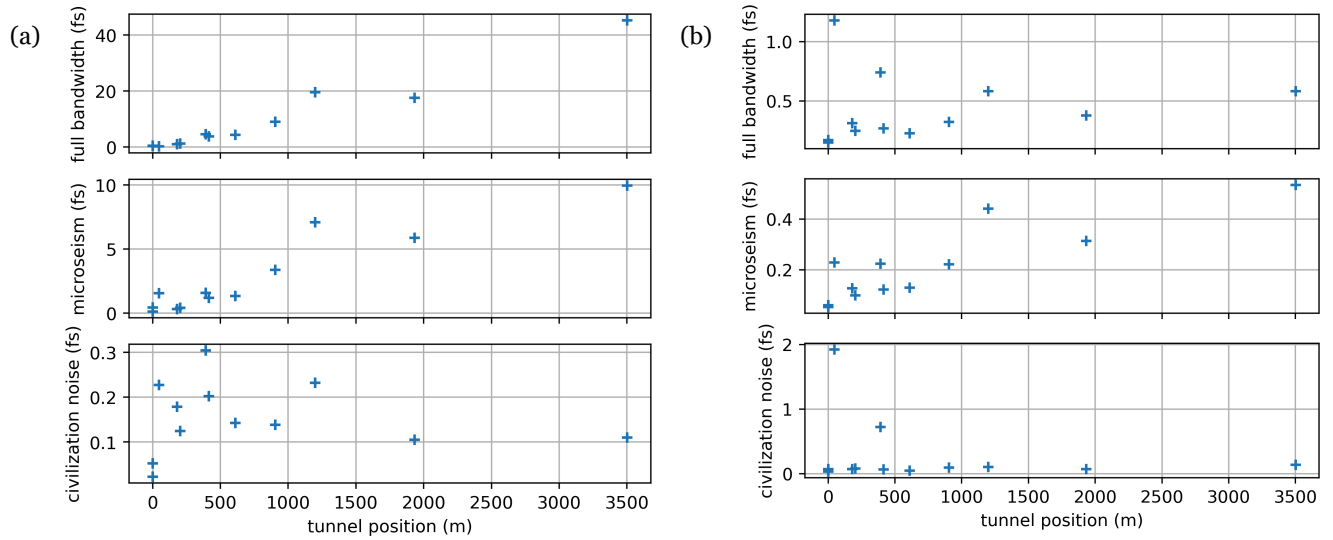 (a)
full bandwidth (fs)
40
20
0
microseism (fs)
10
5
0
civilization noise (fs)
0.3
0.2
0.1
0 500 1000 1500 2000 2500 3000 3500
tunnel position (m)
(b)
full bandwidth (fs)
1.0
0.5
microseism (fs)
0.4
0.2
civilization noise (fs)
2
1
0
0 500 1000 1500 2000 2500 3000 3500
tunnel position (m)